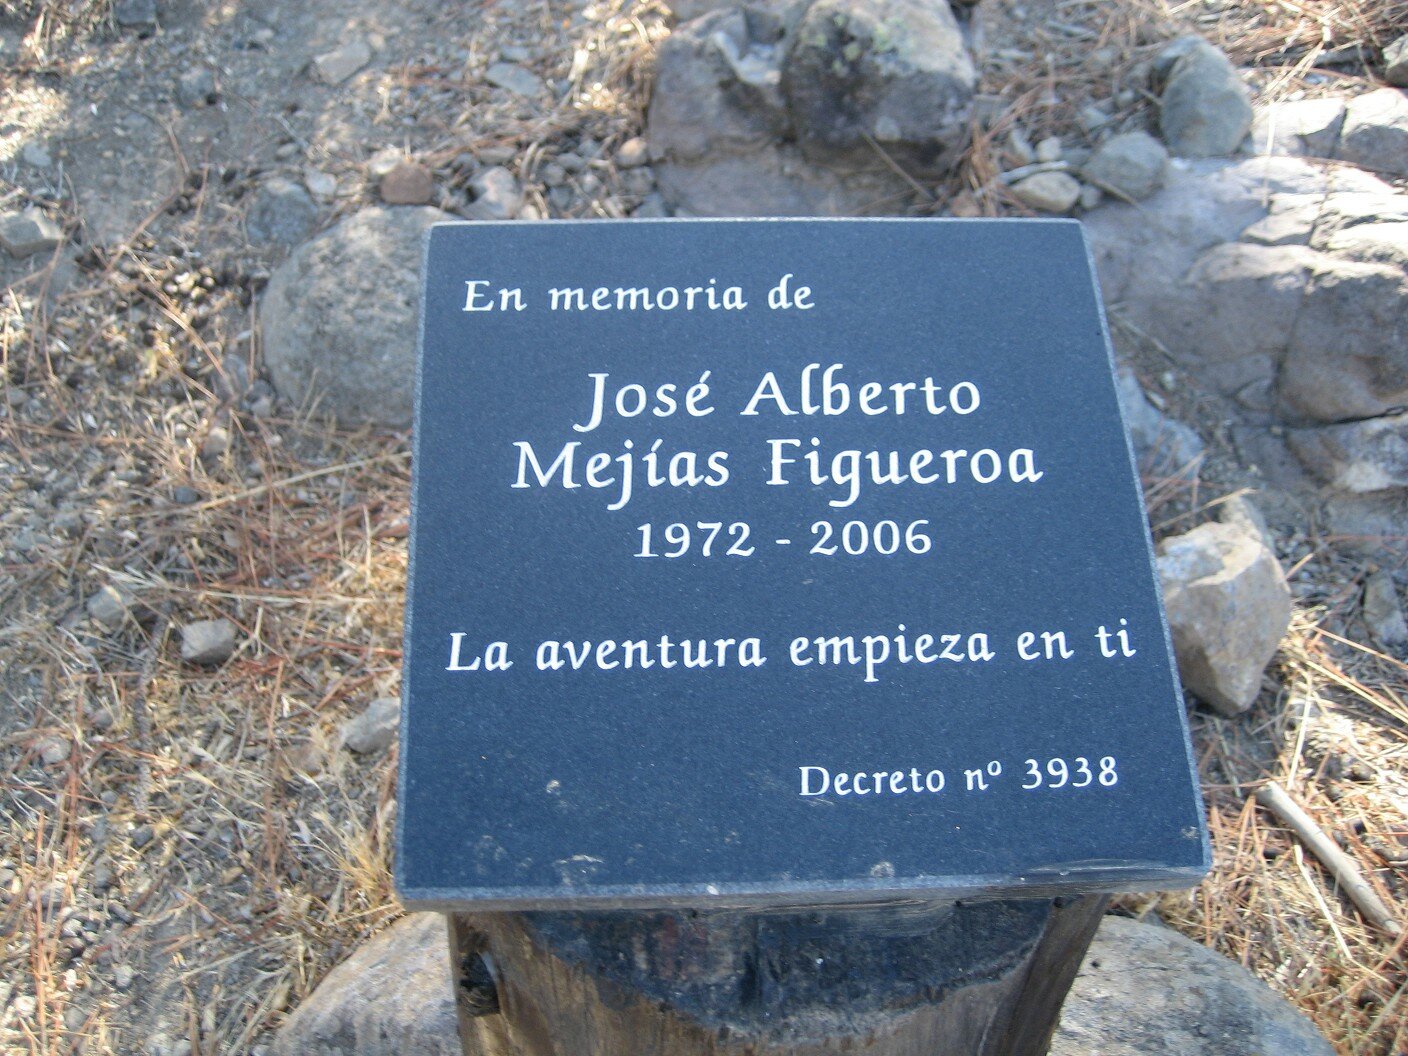 En memoria de
José Alberto
Mejías Figueroa
1972 - 2006
La aventura empieza en ti
Decreto nº 3938